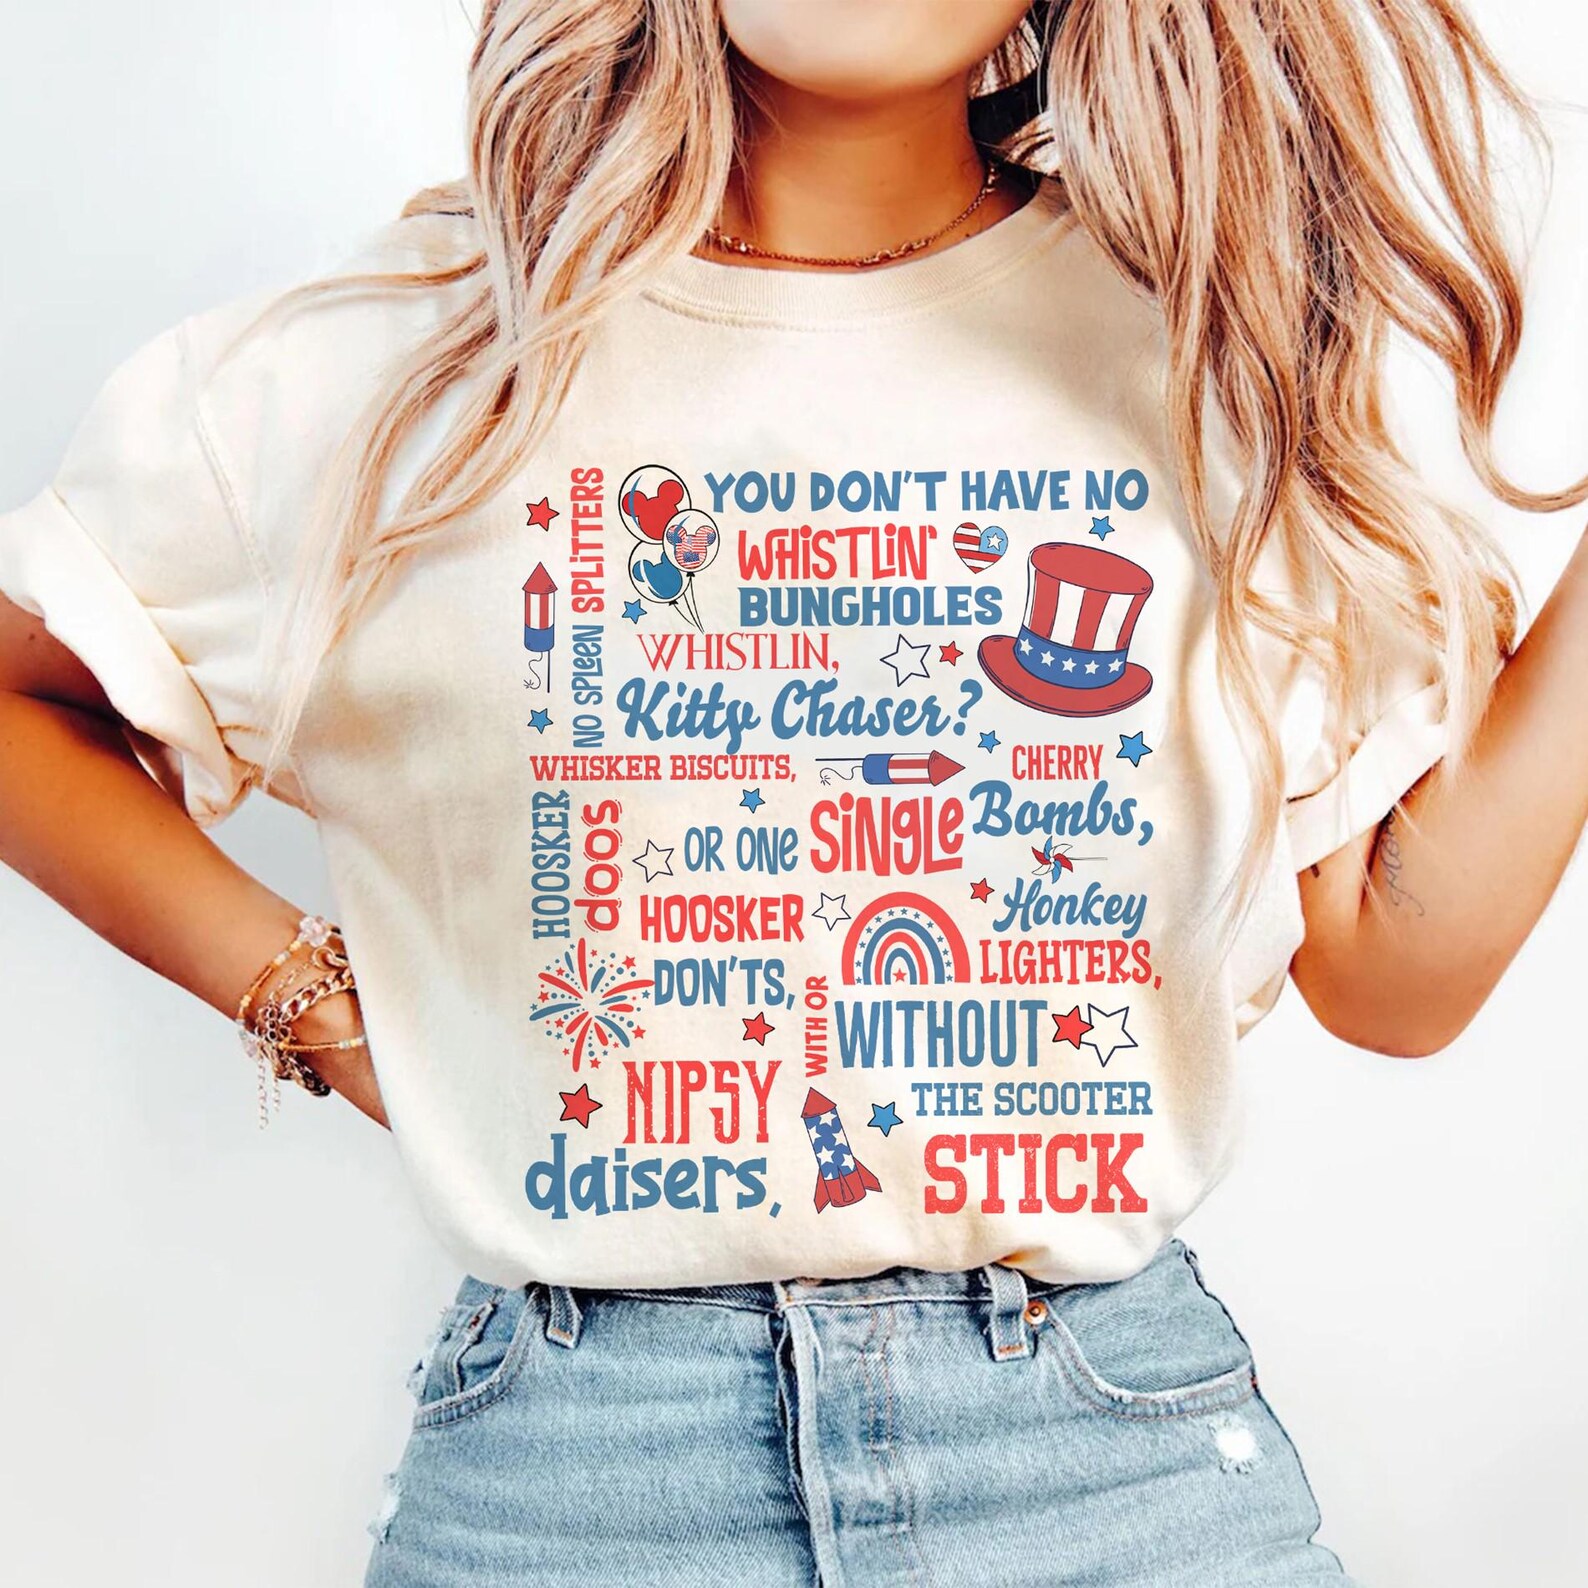 YOU DON'T HAVE NO
WHISTLIN'
BUNGHOLES
NO SPLEEN SPLITTERS
WHISTLIN,
Kitty Chaser?
WHISKER BISCUITS,
CHERRY
Bombs,
HOOSKER
doos
OR ONE SINGLE
HOOSKER
DON'TS,
Honkey
LIGHTERS,
WITH OR
WITHOUT
NIPSY
daisers,
THE SCOOTER
STICK